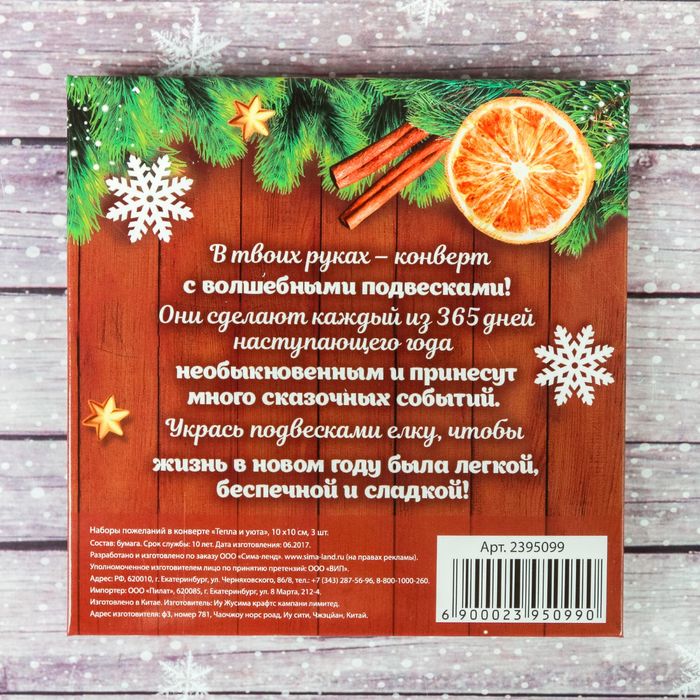 В твоих руках – конверт
с волшебными подвесками!
Они сделают каждый из 365 дней
наступающего года
необыкновенным и принесут
много сказочных событий.
Укрась подвесками елку, чтобы
жизнь в новом году была легкой,
беспечной и сладкой!
Наборы пожеланий в конверте «Тепла и уюта», 10 х10 см, 3 шт.
Состав: бумага. Срок службы: 10 лет. Дата изготовления: 06.2017.
Разработано и изготовлено по заказу ООО «Сима-ленд». www.sima-land.ru (на правах рекламы).
Уполномоченное изготовителем лицо по принятию претензий: ООО «ВИП».
Адрес: РФ, 620010, г. Екатеринбург, ул. Черняховского, 86/8, тел.: +7 (343) 287-56-96, 8-800-1000-260.
Импортер: ООО «Пилат», 620085, г. Екатеринбург, ул. 8 Марта, 212-4.
Изготовлено в Китае. Изготовитель: Иу Жусима крафтс кампани лимитед.
Адрес изготовителя: ф3, номер 781, Чаочжоу норс роад, Иу сити, Чжэцзян, Китай.
Арт. 2395099
6 900023 950990